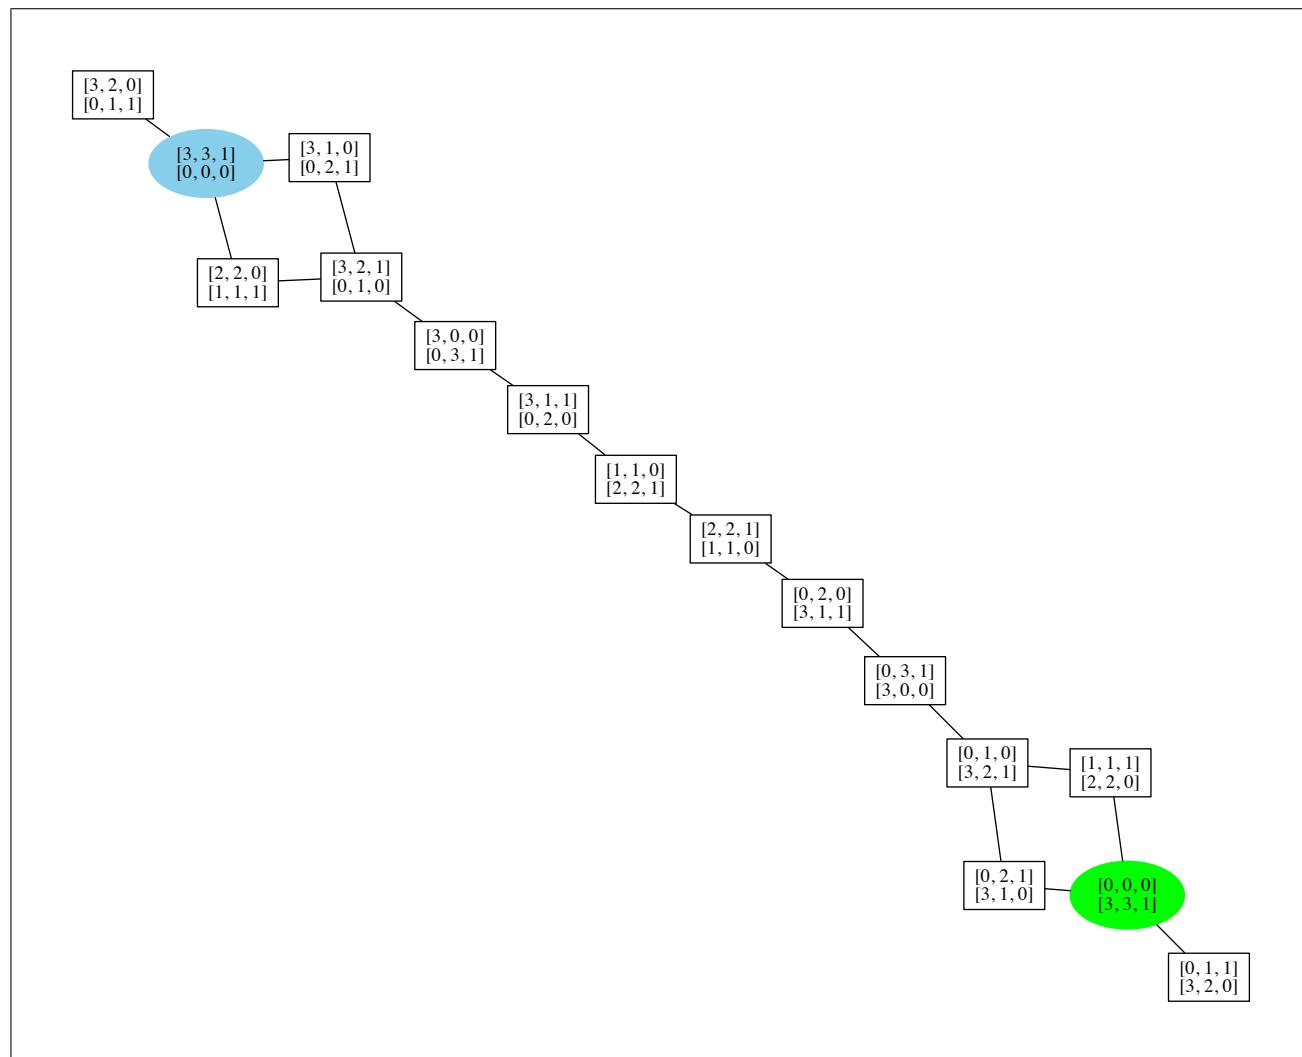 [3, 2, 0]
[0, 1, 1]
[3, 3, 1]
[0, 0, 0]
[3, 1, 0]
[0, 2, 1]
[2, 2, 0]
[1, 1, 1]
[3, 2, 1]
[0, 1, 0]
[3, 0, 0]
[0, 3, 1]
[3, 1, 1]
[0, 2, 0]
[1, 1, 0]
[2, 2, 1]
[2, 2, 1]
[1, 1, 0]
[0, 2, 0]
[3, 1, 1]
[0, 3, 1]
[3, 0, 0]
[0, 1, 0]
[3, 2, 1]
[1, 1, 1]
[2, 2, 0]
[0, 2, 1]
[3, 1, 0]
[0, 0, 0]
[3, 3, 1]
[0, 1, 1]
[3, 2, 0]